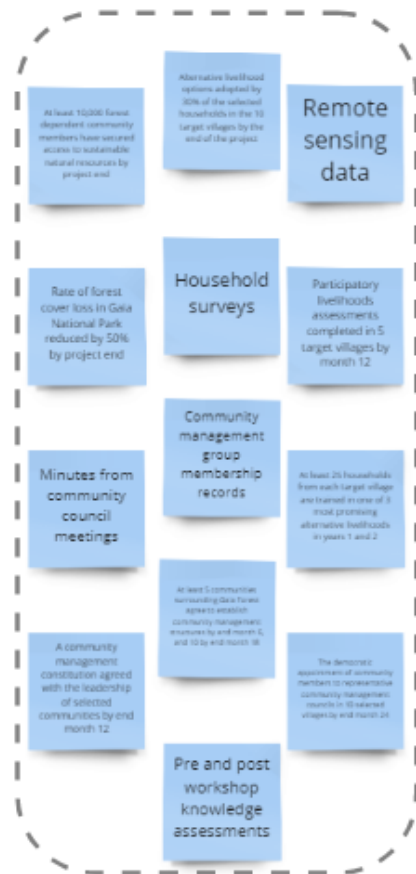 At least 10,000 forest
dependent community
members have secured
access to sustainable
natural resources by
project end
Alternative livelihood
options adopted by
30% of the selected
households in the 10
target villages by the
end of the project
Remote
sensing
data
Rate of forest
cover loss in Gaia
National Park
reduced by 50%
by project end
Household
surveys
Participatory
livelihoods
assessments
completed in 5
target villages by
month 12
Minutes from
community
council
meetings
Community
management
group
membership
records
At least 25 households
from each target village
are trained in one of 3
most promising
alternative livelihoods
in years 1 and 2
A community
management
constitution agreed
with the leadership
of selected
communities by end
month 12
At least 5 communities
surrounding Gaia Forest
agree to establish
community management
structures by end month 6,
and 10 by end month 18
The democratic
appointment of community
members to representative
community management
councils in 10 selected
villages by end month 24
Pre and post
workshop
knowledge
assessments